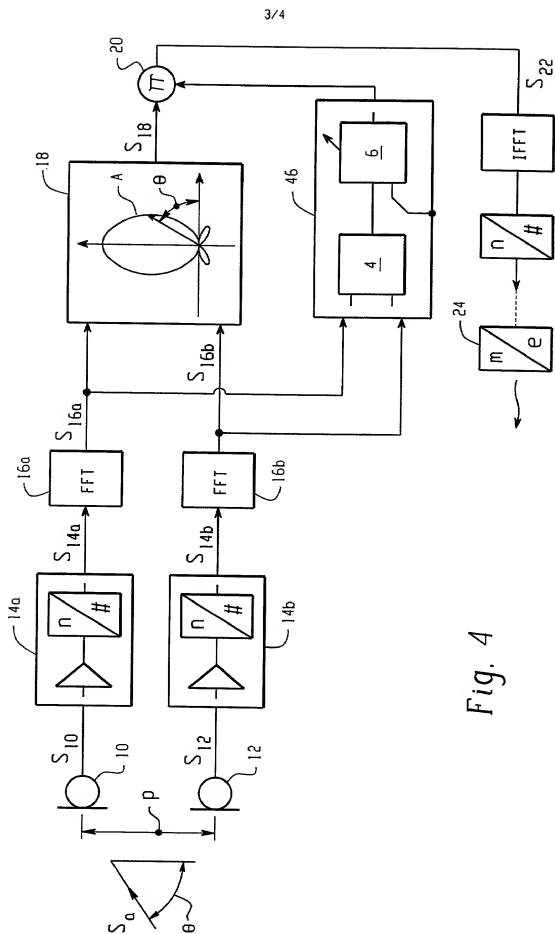 3/4
S10
10
S12
12
p
Sa
θ
14a
n
#
S14a
n
#
14b
S14b
16a
FFT
S16a
FFT
16b
S16b
18
A
θ
S18
20
π
46
4
6
S22
IFFT
n
#
24
m
e
Fig. 4